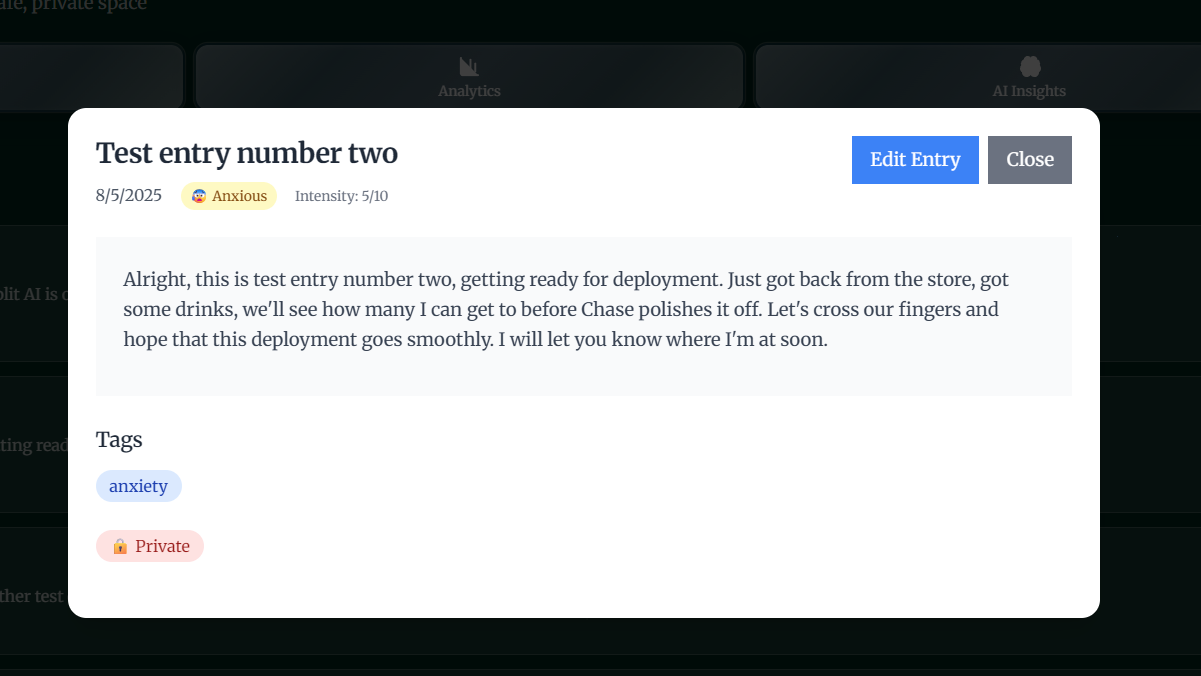 afe, private space
Analytics
AI Insights
Test entry number two
Edit Entry
Close
8/5/2025
Anxious
Intensity: 5/10
Alright, this is test entry number two, getting ready for deployment. Just got back from the store, got
some drinks, we'll see how many I can get to before Chase polishes it off. Let's cross our fingers and
hope that this deployment goes smoothly. I will let you know where I'm at soon.
plit AI is
ting read
Tags
anxiety
Private
ther test